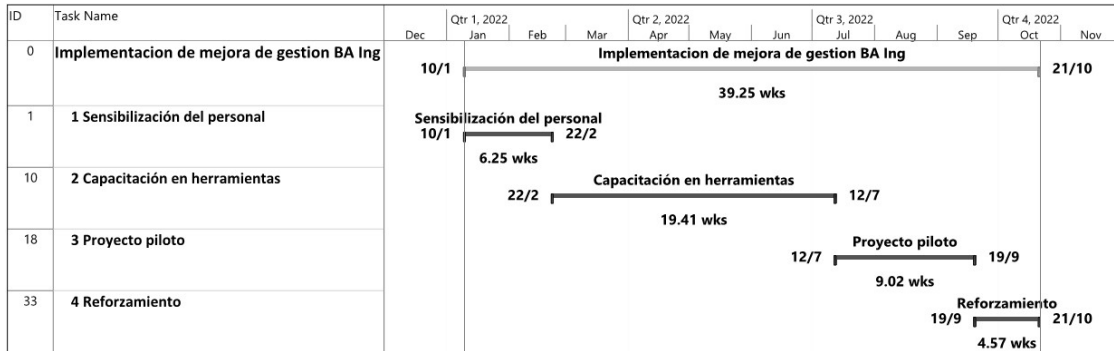 ID Task Name Qtr 1, 2022 Qtr 2, 2022 Qtr 3, 2022 Qtr 4, 2022
Dec Jan Feb Mar Apr May Jun Jul Aug Sep Oct Nov
0 Implementacion de mejora de gestion BA Ing Implementacion de mejora de gestion BA Ing
10/1 21/10
39.25 wks
1 1 Sensibilización del personal Sensibilización del personal
10/1 22/2
6.25 wks
10 2 Capacitación en herramientas Capacitación en herramientas
22/2 12/7
19.41 wks
18 3 Proyecto piloto Proyecto piloto
12/7 19/9
9.02 wks
33 4 Reforzamiento Reforzamiento
19/9 21/10
4.57 wks